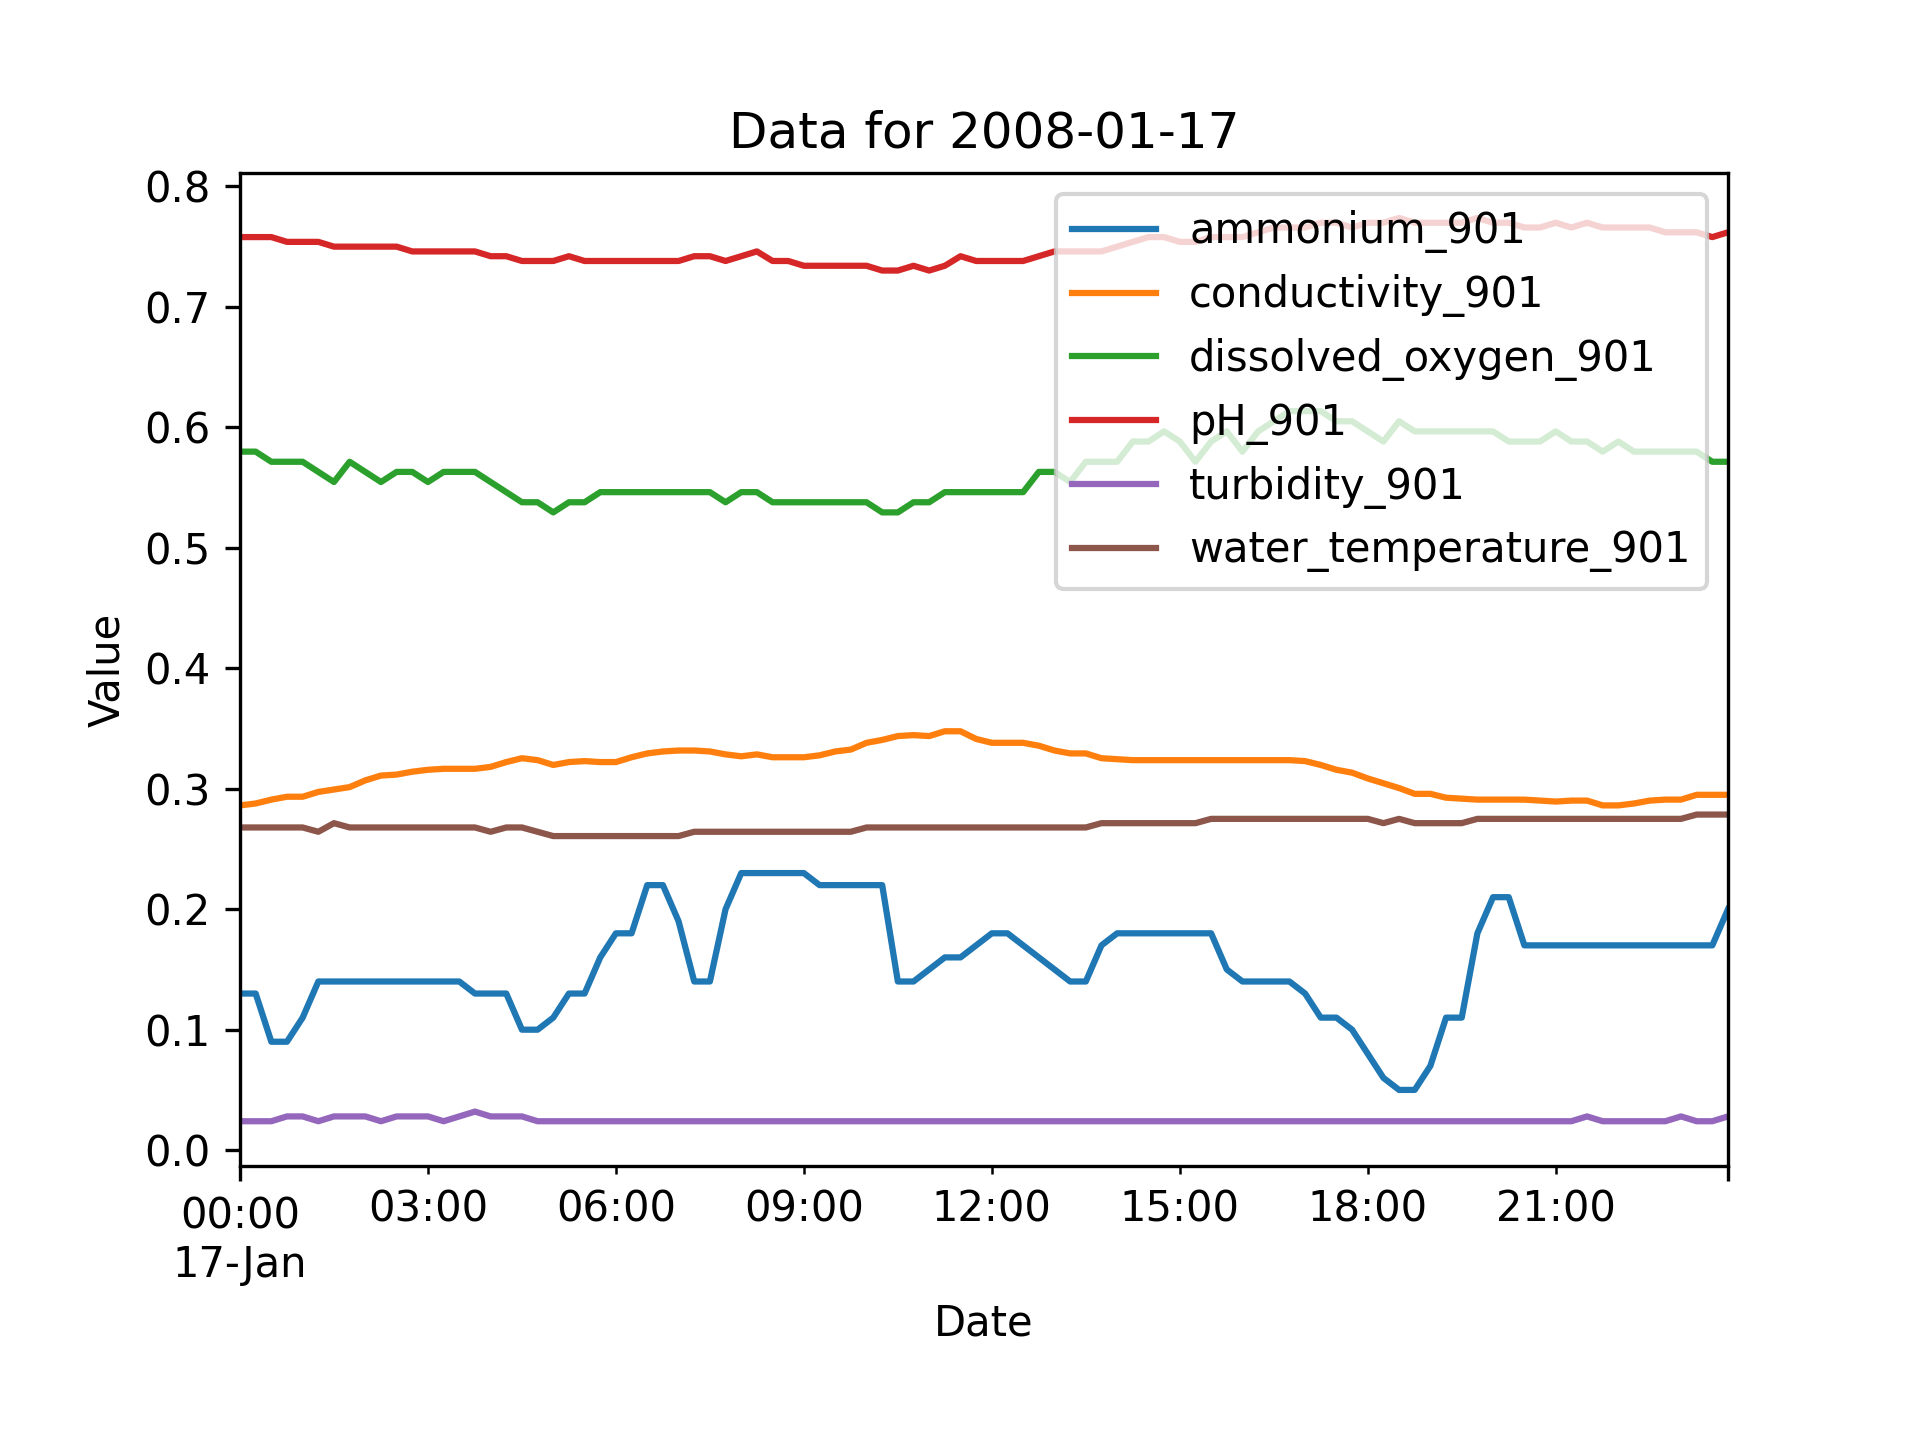 Data for 2008-01-17
0.8
0.7
0.6
0.5
0.4
0.3
0.2
0.1
0.0
Value
ammonium_901
conductivity_901
dissolved_oxygen_901
pH_901
turbidity_901
water_temperature_901
00:00 03:00 06:00 09:00 12:00 15:00 18:00 21:00
17-Jan
Date